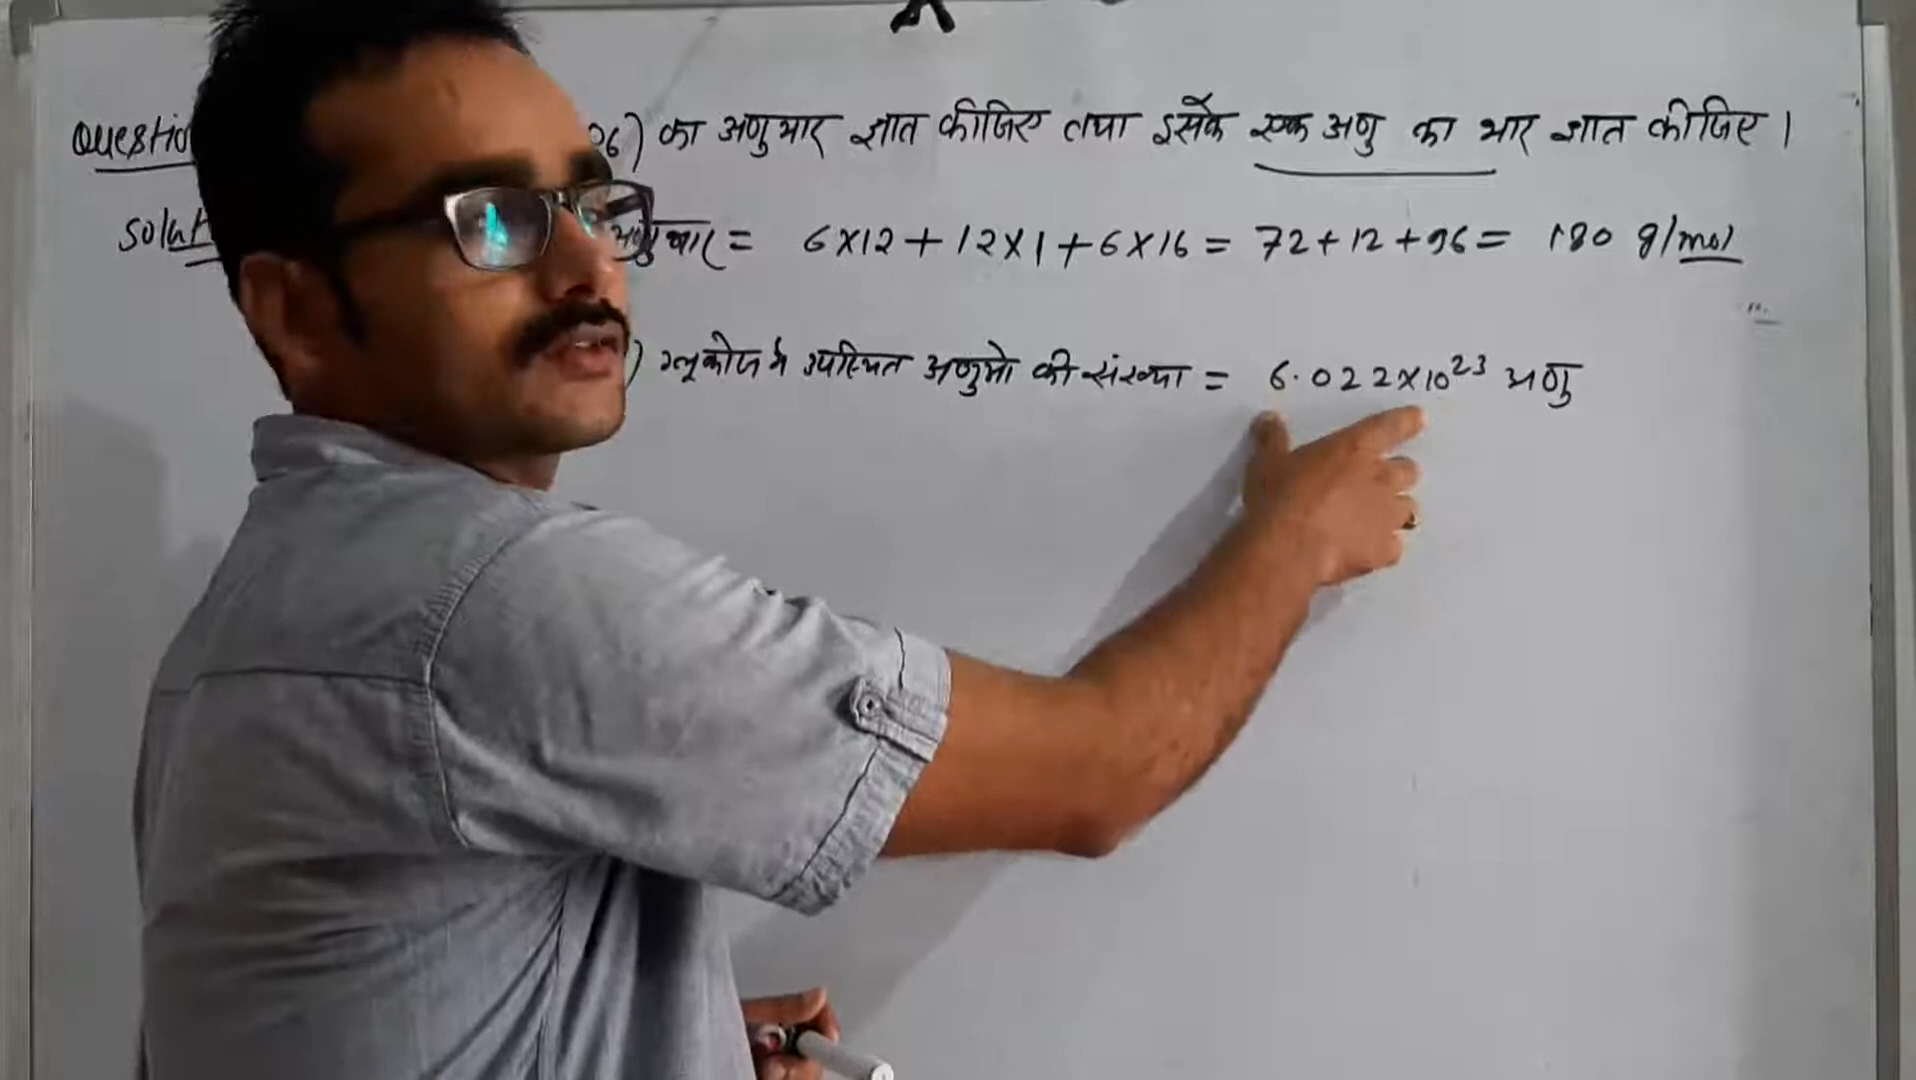 Question 06) का अणुभार ज्ञात कीजिए तथा इसके एक अणु का भार ज्ञात कीजिए ।
अणुभार = 6×12 + 12×1 + 6×16 = 72 + 12 + 96 = 180 g/mol
) ग्लूकोज मे उपस्थित अणुओ की संख्या = 6.022×10²³ अणु